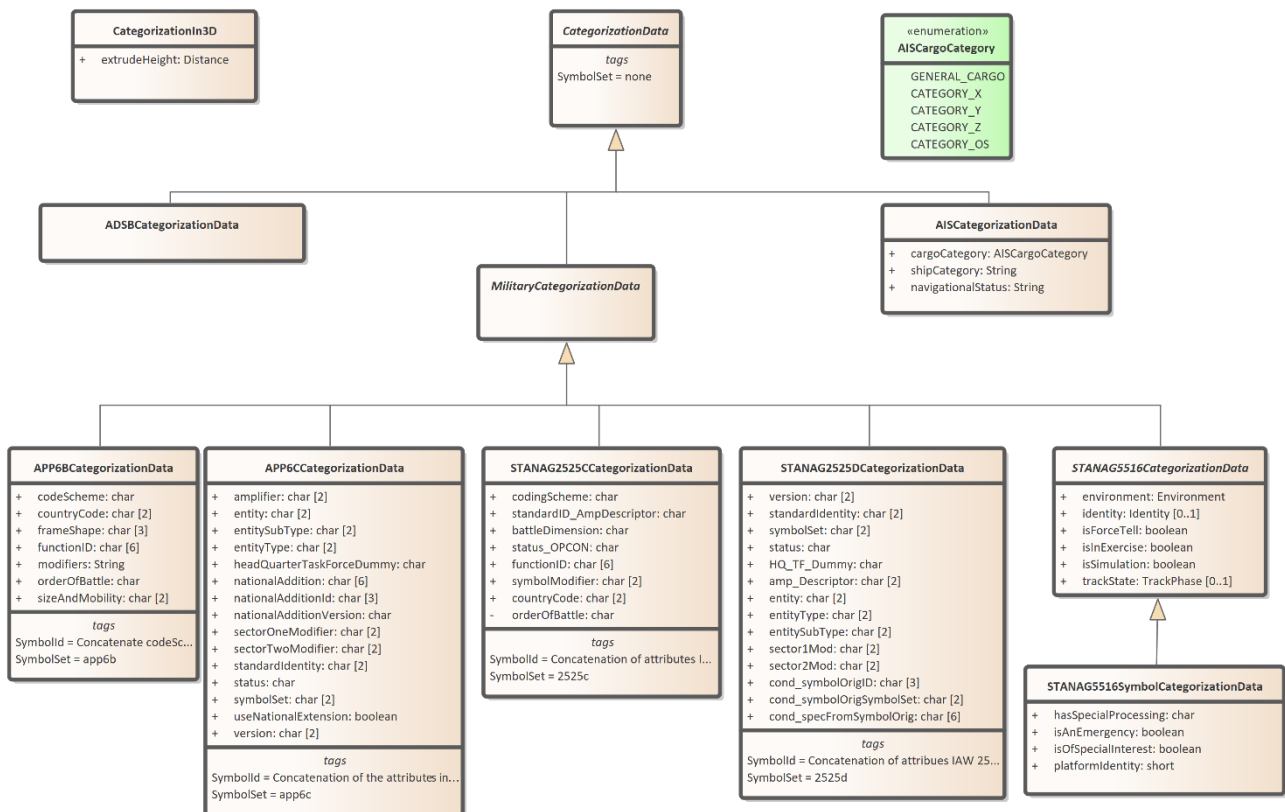 CategorizationIn3D
+ extrudeHeight: Distance
CategorizationData
tags
SymbolSet = none
«enumeration»
AISCargoCategory
GENERAL_CARGO
CATEGORY_X
CATEGORY_Y
CATEGORY_Z
CATEGORY_OS
ADSBCategorizationData
MilitaryCategorizationData
AISCategorizationData
+ cargoCategory: AISCargoCategory
+ shipCategory: String
+ navigationalStatus: String
APP6BCategorizationData
+ codeScheme: char
+ countryCode: char [2]
+ frameShape: char [3]
+ functionID: char [6]
+ modifiers: String
+ orderOfBattle: char
+ sizeAndMobility: char [2]
tags
SymbolId = Concatenate codeSc...
SymbolSet = app6b
APP6CCategorizationData
+ amplifier: char [2]
+ entity: char [2]
+ entitySubType: char [2]
+ entityType: char [2]
+ headQuarterTaskForceDummy: char
+ nationalAddition: char [6]
+ nationalAdditionId: char [3]
+ nationalAdditionVersion: char
+ sectorOneModifier: char [2]
+ sectorTwoModifier: char [2]
+ standardIdentity: char [2]
+ status: char
+ symbolSet: char [2]
+ useNationalExtension: boolean
+ version: char [2]
tags
SymbolId = Concatenation of the attributes in...
SymbolSet = app6c
STANAG2525CCategorizationData
+ codingScheme: char
+ standardID_AmpDescriptor: char
+ battleDimension: char
+ status_OPCON: char
+ functionID: char [6]
+ symbolModifier: char [2]
+ countryCode: char [2]
- orderOfBattle: char
tags
SymbolId = Concatenation of attributes I...
SymbolSet = 2525c
STANAG2525DCategorizationData
+ version: char [2]
+ standardIdentity: char [2]
+ symbolSet: char [2]
+ status: char
+ HQ_TF_Dummy: char
+ amp_Descriptor: char [2]
+ entity: char [2]
+ entityType: char [2]
+ entitySubType: char [2]
+ sector1Mod: char [2]
+ sector2Mod: char [2]
+ cond_symbolOrigID: char [3]
+ cond_symbolOrigSymbolSet: char [2]
+ cond_specFromSymbolOrig: char [6]
tags
SymbolId = Concatenation of attribues IAW 25...
SymbolSet = 2525d
STANAG5516CategorizationData
+ environment: Environment
+ identity: Identity [0..1]
+ isForceTell: boolean
+ isInExercise: boolean
+ isSimulation: boolean
+ trackState: TrackPhase [0..1]
STANAG5516SymbolCategorizationData
+ hasSpecialProcessing: char
+ isAnEmergency: boolean
+ isOfSpecialInterest: boolean
+ platformIdentity: short